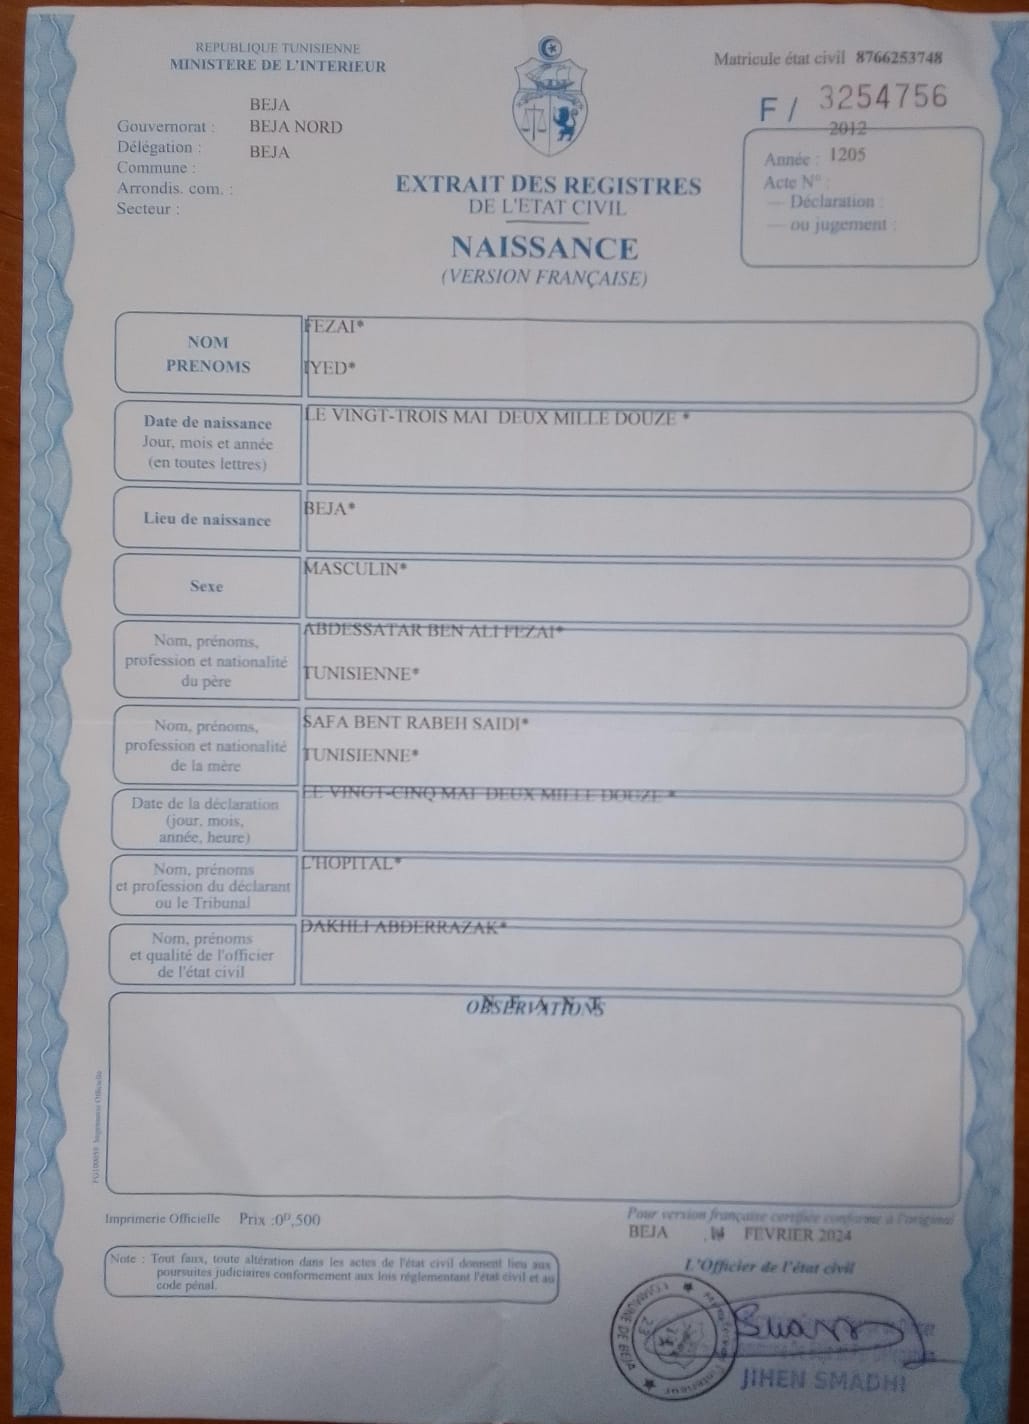 REPUBLIQUE TUNISIENNE
MINISTERE DE L'INTERIEUR
Matricule état civil 8766253748
F / 3254756
BEJA
Gouvernorat : BEJA NORD
Délégation : BEJA
Commune :
Arrondis. com. :
Secteur :
2012
Année : 1205
Acte N° :
— Déclaration :
— ou jugement :
EXTRAIT DES REGISTRES
DE L'ETAT CIVIL
NAISSANCE
(VERSION FRANÇAISE)
NOM
PRENOMS
FEZAI*
IYED*
Date de naissance
Jour, mois et année
(en toutes lettres)
LE VINGT-TROIS MAI DEUX MILLE DOUZE *
Lieu de naissance
BEJA*
Sexe
MASCULIN*
Nom, prénoms,
profession et nationalité
du père
ABDESSATAR BEN ALI FEZAI*
TUNISIENNE*
Nom, prénoms,
profession et nationalité
de la mère
SAFA BENT RABEH SAIDI*
TUNISIENNE*
Date de la déclaration
(jour, mois,
année, heure)
LE VINGT-CINQ MAI DEUX MILLE DOUZE *
Nom, prénoms
et profession du déclarant
ou le Tribunal
L'HOPITAL*
Nom, prénoms
et qualité de l'officier
de l'état civil
DAKHLI ABDERRAZAK*
OBSERVATIONS
N E A N T
PG100059 Imprimerie Officielle
Imprimerie Officielle Prix :0ᴰ,500
Pour version française certifiée conforme à l'original
BEJA , FEVRIER 2024
L'Officier de l'état civil
Note : Tout faux, toute altération dans les actes de l'état civil donnent lieu aux
poursuites judiciaires conformement aux lois réglementant l'état civil et au
code pénal.
COMMUNE DE BEJA
JIHEN SMADHI